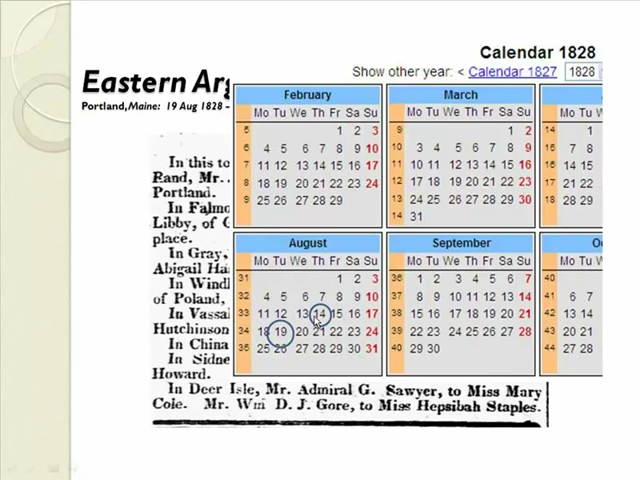 Calendar 1828
Show other year: < Calendar 1827 1828
Eastern Arg
Portland, Maine: 19 Aug 1828 -
February
Mo Tu We Th Fr Sa Su
5 1 2 3
6 4 5 6 7 8 9 10
7 11 12 13 14 15 16 17
8 18 19 20 21 22 23 24
9 25 26 27 28 29
March
Mo Tu We Th Fr Sa Su
9 1 2
10 3 4 5 6 7 8 9
11 10 11 12 13 14 15 16
12 17 18 19 20 21 22 23
13 24 25 26 27 28 29 30
14 31
Mo Tu
14 1
15 7 8
16 14 15
17 21 22
18 28 29
August
Mo Tu We Th Fr Sa Su
31 1 2 3
32 4 5 6 7 8 9 10
33 11 12 13 14 15 16 17
34 18 19 20 21 22 23 24
35 25 26 27 28 29 30 31
September
Mo Tu We Th Fr Sa Su
36 1 2 3 4 5 6 7
37 8 9 10 11 12 13 14
38 15 16 17 18 19 20 21
39 22 23 24 25 26 27 28
40 29 30
Oc
Mo Tu
40
41 6 7
42 13 14
43 20 21
44 27 28
In this to
Rand, Mr.
Portland.
In Falmo
Libby, of
place.
In Gray,
Abigail Ha
In Wind
of Poland,
In Vassal
Hutchinson
In China
In Sidne
Howard.
In Deer Isle, Mr. Admiral G. Sawyer, to Miss Mary
Cole. Mr. Wm D. J. Gore, to Miss Hepsibah Staples.